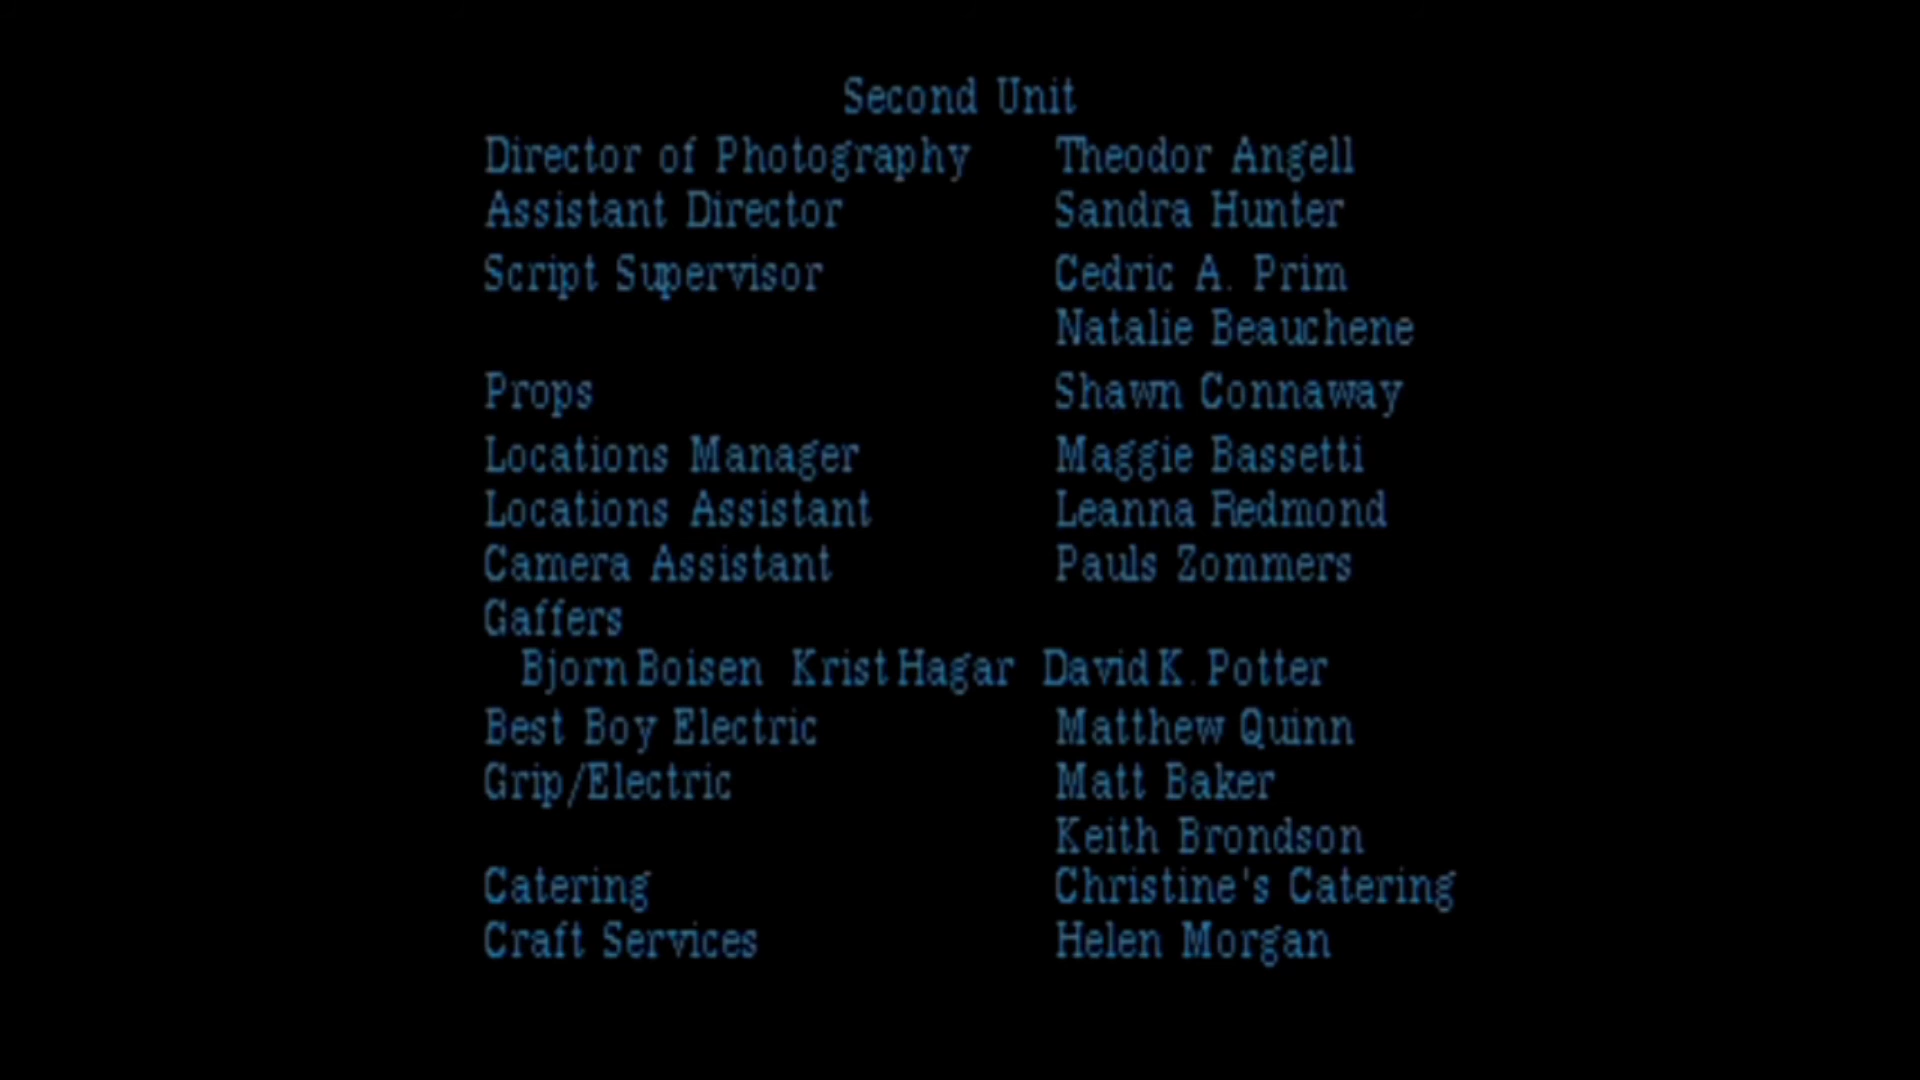 Second Unit
Director of Photography Theodor Angell
Assistant Director Sandra Hunter
Script Supervisor Cedric A. Prim
Natalie Beauchene
Props Shawn Connaway
Locations Manager Maggie Bassetti
Locations Assistant Leanna Redmond
Camera Assistant Pauls Zommers
Gaffers
Bjorn Boisen Krist Hagar David K. Potter
Best Boy Electric Matthew Quinn
Grip/Electric Matt Baker
Keith Brondson
Catering Christine's Catering
Craft Services Helen Morgan